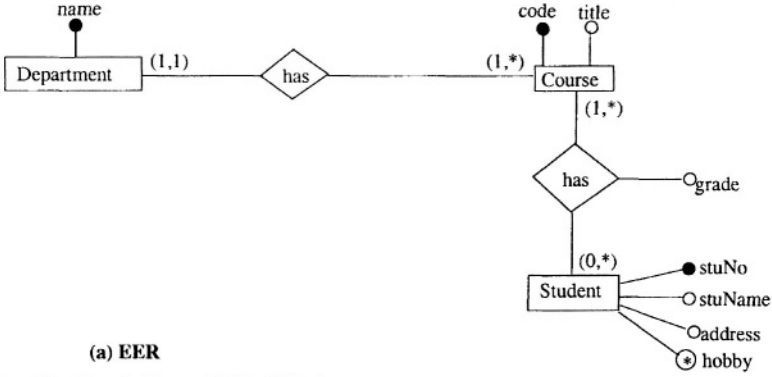 name
code title
Department (1,1) has (1,*) Course
(1,*)
has grade
(0,*)
Student
stuNo
stuName
address
* hobby
(a) EER